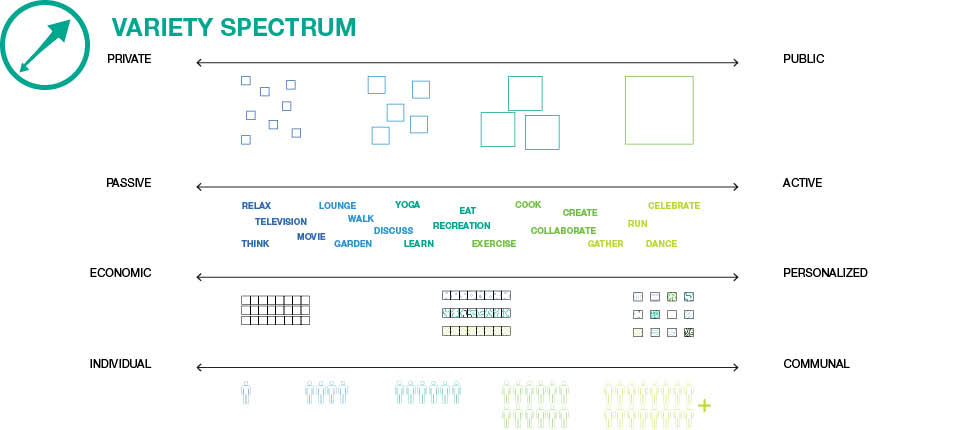 VARIETY SPECTRUM
PRIVATE PUBLIC
PASSIVE ACTIVE
RELAX LOUNGE YOGA EAT COOK CREATE CELEBRATE
TELEVISION WALK RECREATION RUN
THINK MOVIE GARDEN DISCUSS LEARN EXERCISE COLLABORATE GATHER DANCE
ECONOMIC PERSONALIZED
INDIVIDUAL COMMUNAL
+